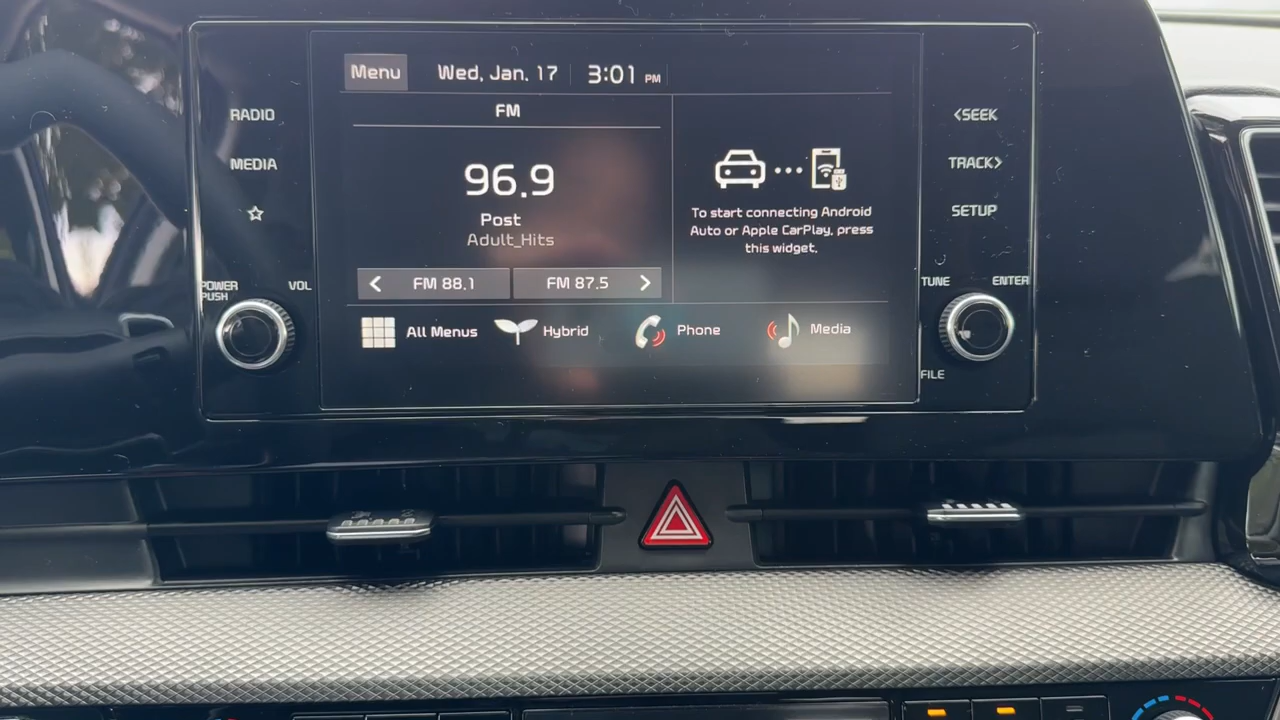 Menu Wed, Jan. 17 3:01 PM
RADIO
MEDIA
POWER
PUSH
VOL
FM
96.9
Post
Adult_Hits
< FM 88.1
FM 87.5 >
To start connecting Android
Auto or Apple CarPlay, press
this widget.
All Menus Hybrid Phone Media
<SEEK
TRACK>
SETUP
TUNE
ENTER
FILE